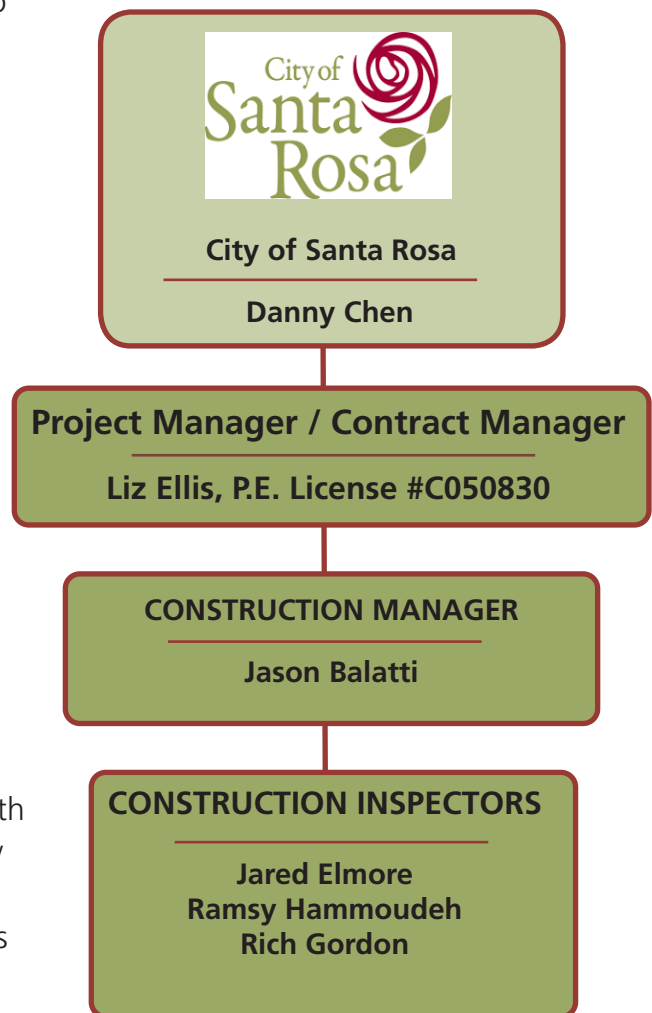 City of
Santa
Rosa
City of Santa Rosa
Danny Chen
Project Manager / Contract Manager
Liz Ellis, P.E. License #C050830
CONSTRUCTION MANAGER
Jason Balatti
CONSTRUCTION INSPECTORS
Jared Elmore
Ramsy Hammoudeh
Rich Gordon